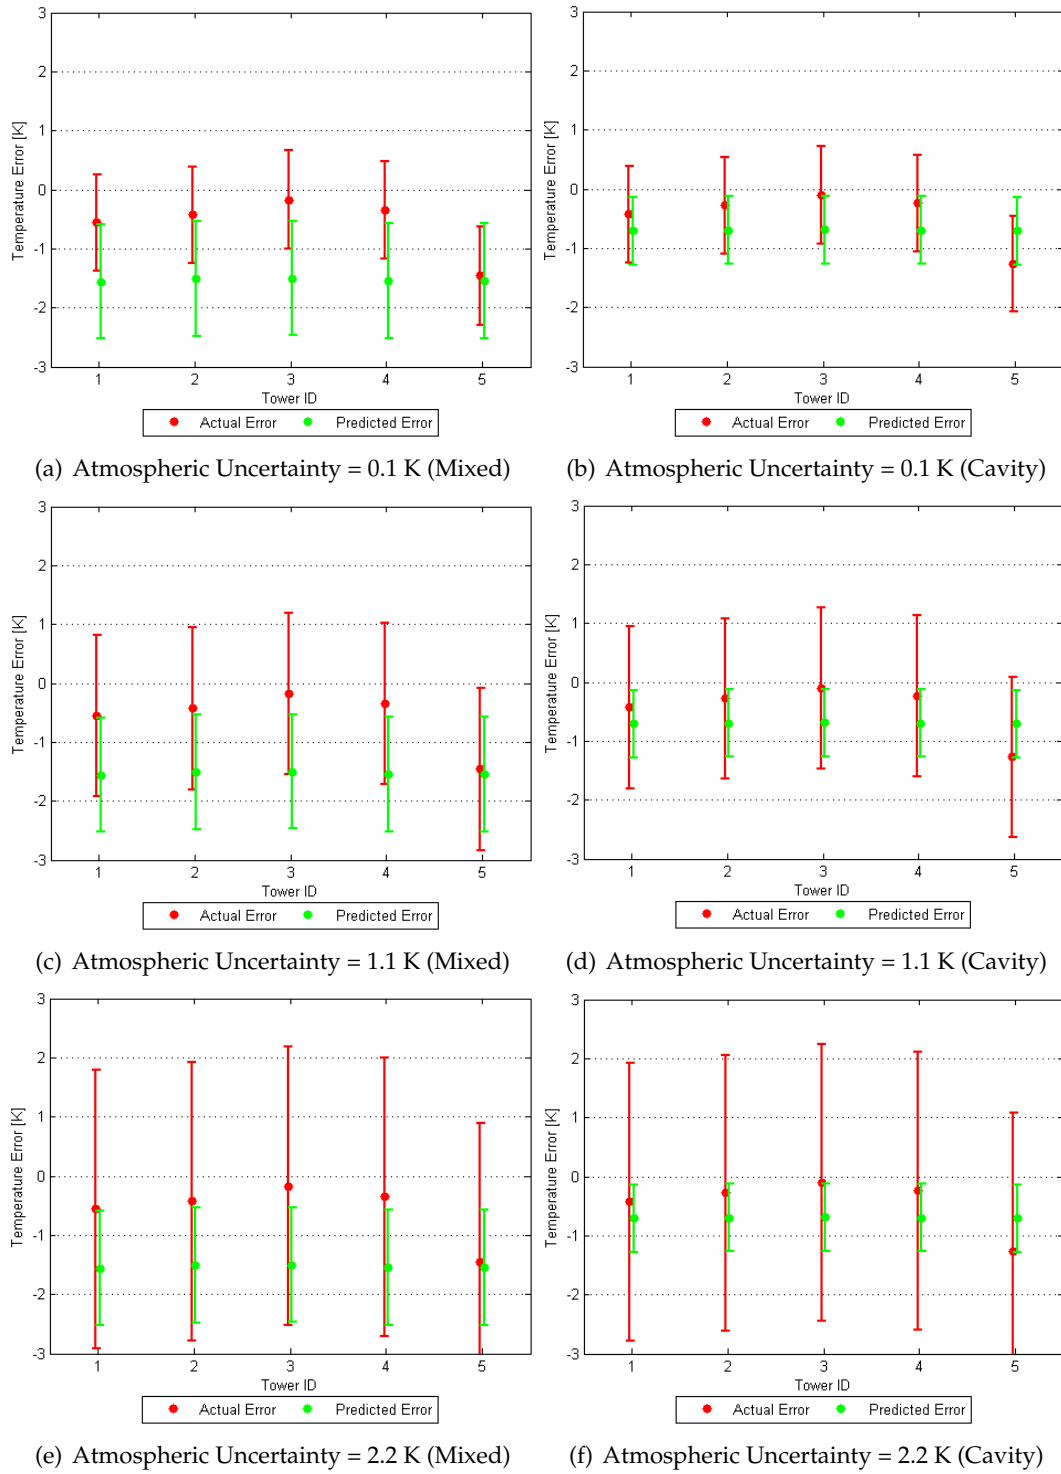 3
2
1
0
-1
-2
-3
Temperature Error [K]
1 2 3 4 5
Tower ID
Actual Error Predicted Error
(a) Atmospheric Uncertainty = 0.1 K (Mixed)
3
2
1
0
-1
-2
-3
Temperature Error [K]
1 2 3 4 5
Tower ID
Actual Error Predicted Error
(b) Atmospheric Uncertainty = 0.1 K (Cavity)
3
2
1
0
-1
-2
-3
Temperature Error [K]
1 2 3 4 5
Tower ID
Actual Error Predicted Error
(c) Atmospheric Uncertainty = 1.1 K (Mixed)
3
2
1
0
-1
-2
-3
Temperature Error [K]
1 2 3 4 5
Tower ID
Actual Error Predicted Error
(d) Atmospheric Uncertainty = 1.1 K (Cavity)
3
2
1
0
-1
-2
-3
Temperature Error [K]
1 2 3 4 5
Tower ID
Actual Error Predicted Error
(e) Atmospheric Uncertainty = 2.2 K (Mixed)
3
2
1
0
-1
-2
-3
Temperature Error [K]
1 2 3 4 5
Tower ID
Actual Error Predicted Error
(f) Atmospheric Uncertainty = 2.2 K (Cavity)